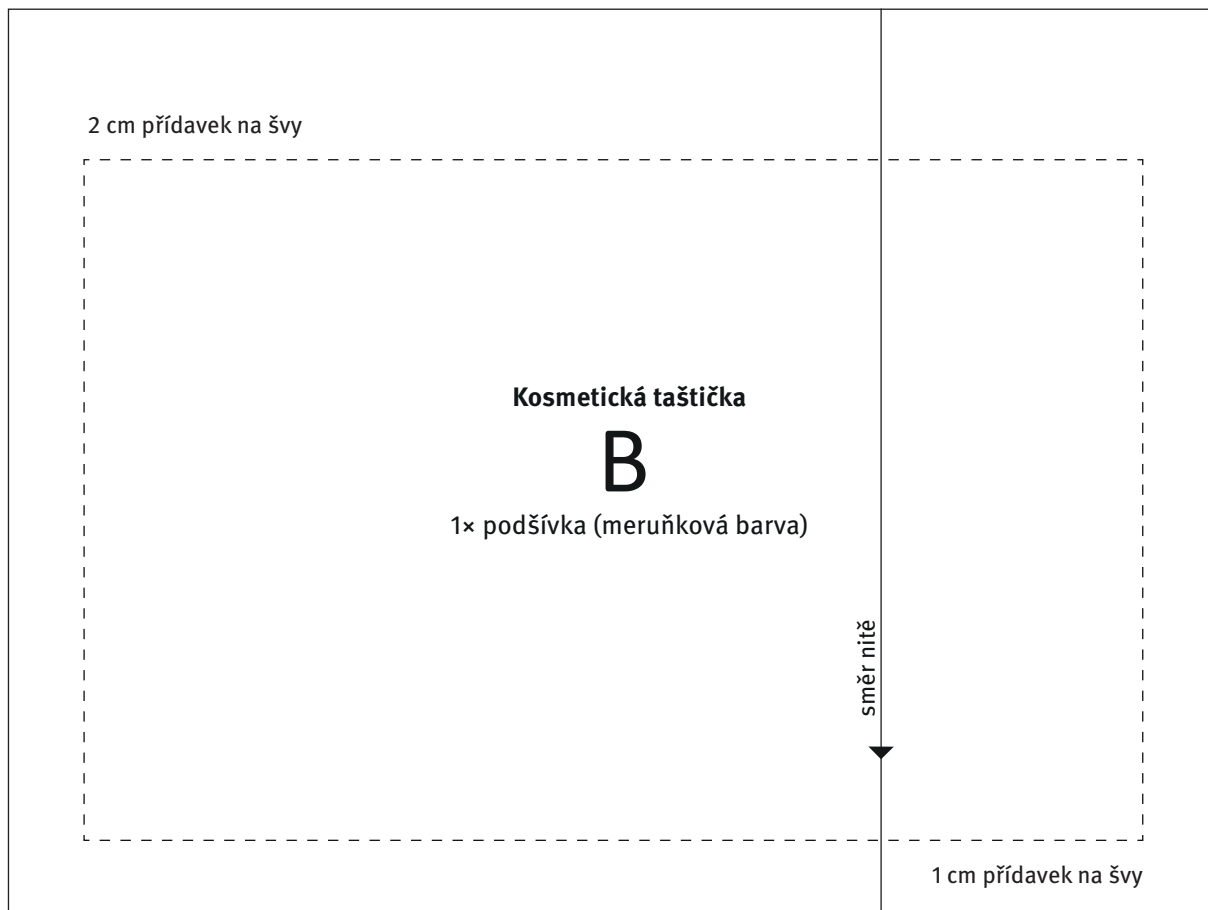 2 cm přídavek na švy
Kosmetická taštička
B
1× podšívka (meruňková barva)
směr nitě
1 cm přídavek na švy